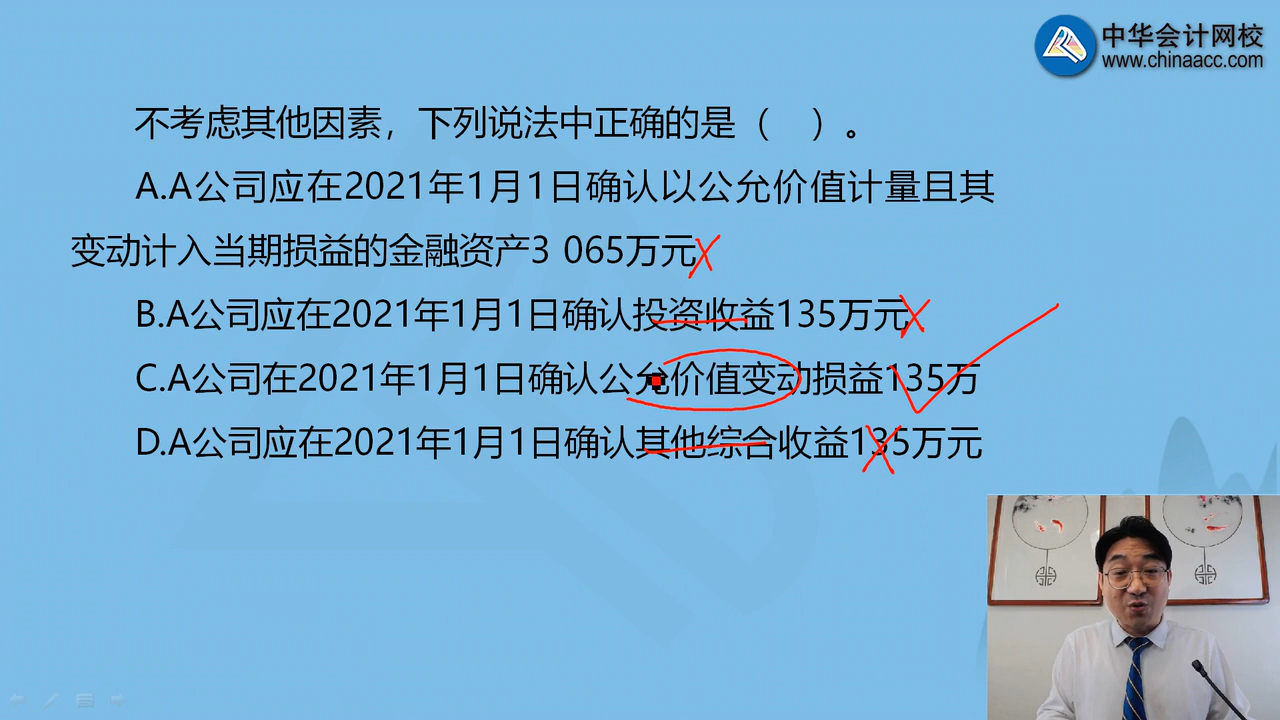 中华会计网校
www.chinaacc.com
不考虑其他因素，下列说法中正确的是（ ）。
A.A公司应在2021年1月1日确认以公允价值计量且其
变动计入当期损益的金融资产3 065万元
B.A公司应在2021年1月1日确认投资收益135万元
C.A公司在2021年1月1日确认公允价值变动损益135万
D.A公司应在2021年1月1日确认其他综合收益135万元